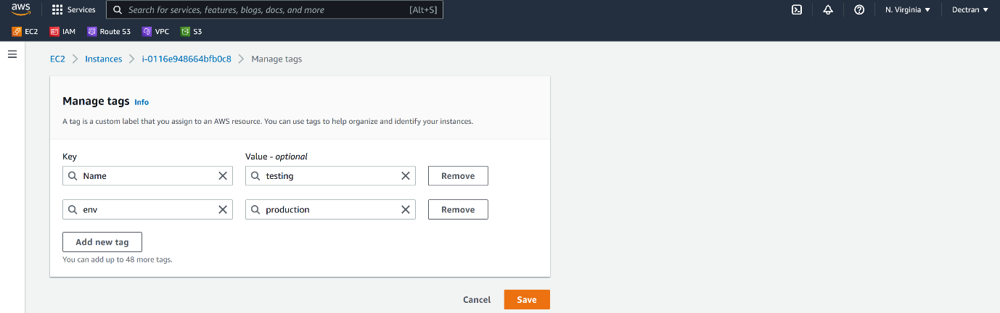 aws Services Search for services, features, blogs, docs, and more [Alt+S] N. Virginia Dectran
EC2 IAM Route 53 VPC S3
EC2 Instances i-0116e948664bfb0c8 Manage tags
Manage tags Info
A tag is a custom label that you assign to an AWS resource. You can use tags to help organize and identify your instances.
Key Value - optional
Name testing Remove
env production Remove
Add new tag
You can add up to 48 more tags.
Cancel Save